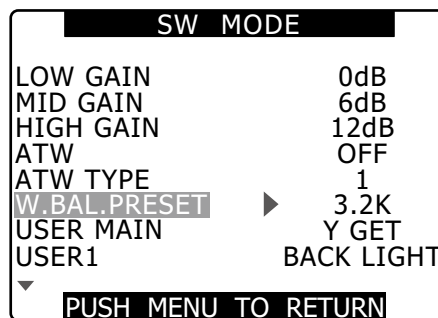 SW MODE
LOW GAIN 0dB
MID GAIN 6dB
HIGH GAIN 12dB
ATW OFF
ATW TYPE 1
W.BAL.PRESET 3.2K
USER MAIN Y GET
USER1 BACK LIGHT
PUSH MENU TO RETURN